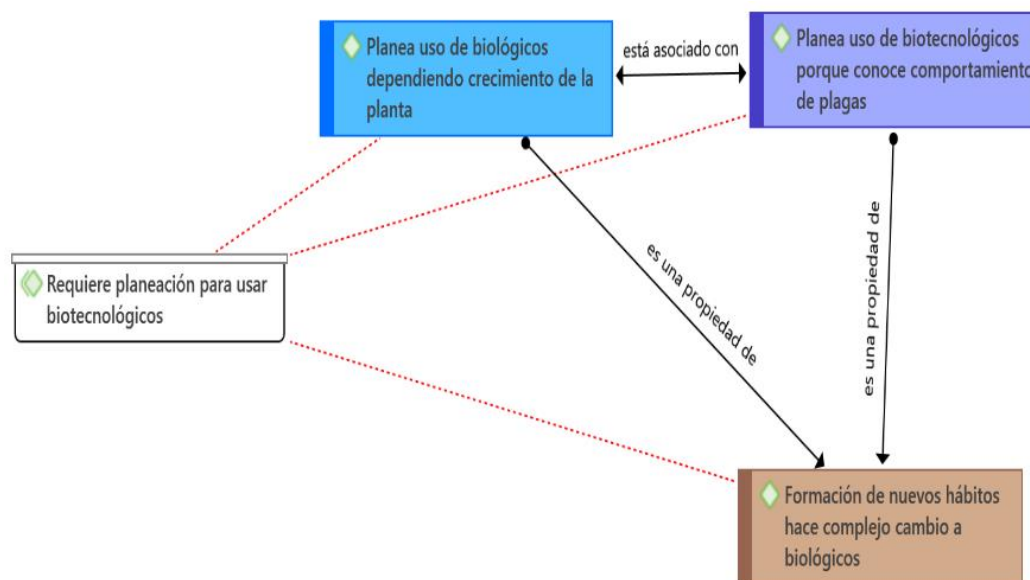 Planea uso de biológicos
dependiendo crecimiento de la
planta
está asociado con
Planea uso de biotecnológicos
porque conoce comportamiento
de plagas
Requiere planeación para usar
biotecnológicos
es una propiedad de
es una propiedad de
Formación de nuevos hábitos
hace complejo cambio a
biológicos